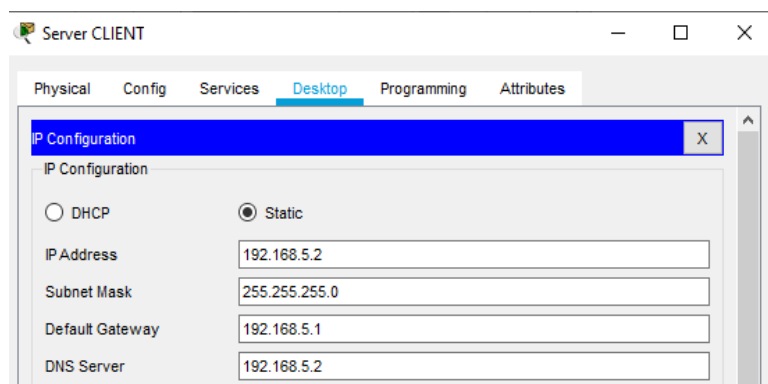 Server CLIENT
Physical Config Services Desktop Programming Attributes
IP Configuration X
IP Configuration
DHCP Static
IP Address 192.168.5.2
Subnet Mask 255.255.255.0
Default Gateway 192.168.5.1
DNS Server 192.168.5.2